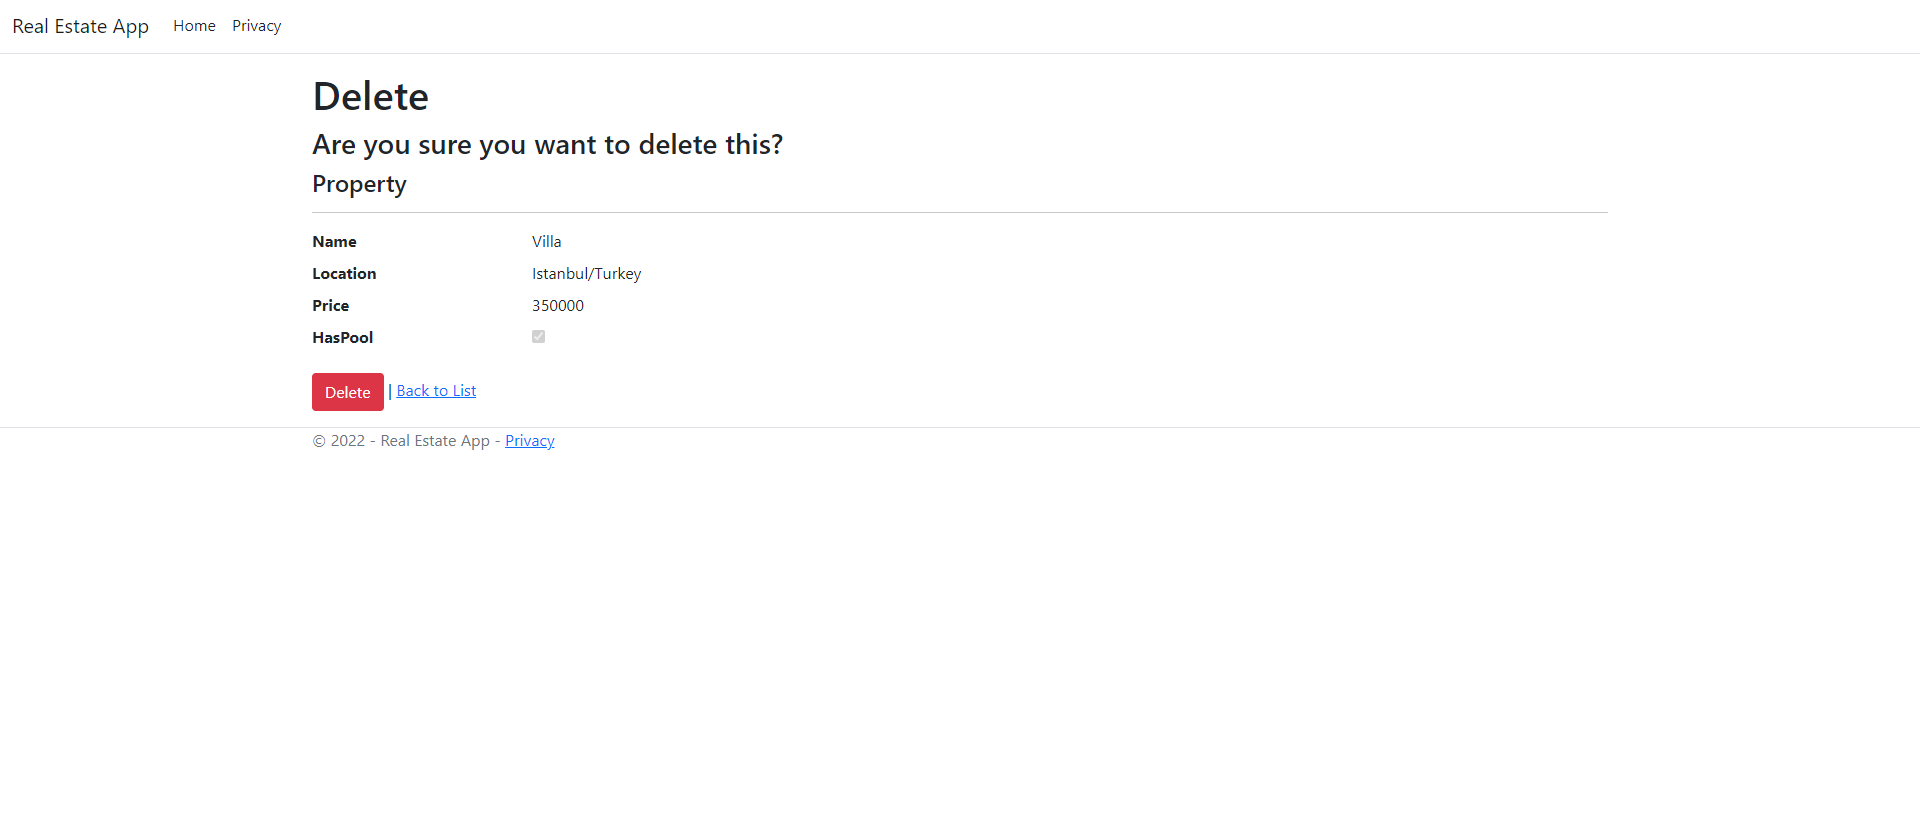 Real Estate App Home Privacy
Delete
Are you sure you want to delete this?
Property
Name Villa
Location Istanbul/Turkey
Price 350000
HasPool
Delete | Back to List
© 2022 - Real Estate App - Privacy